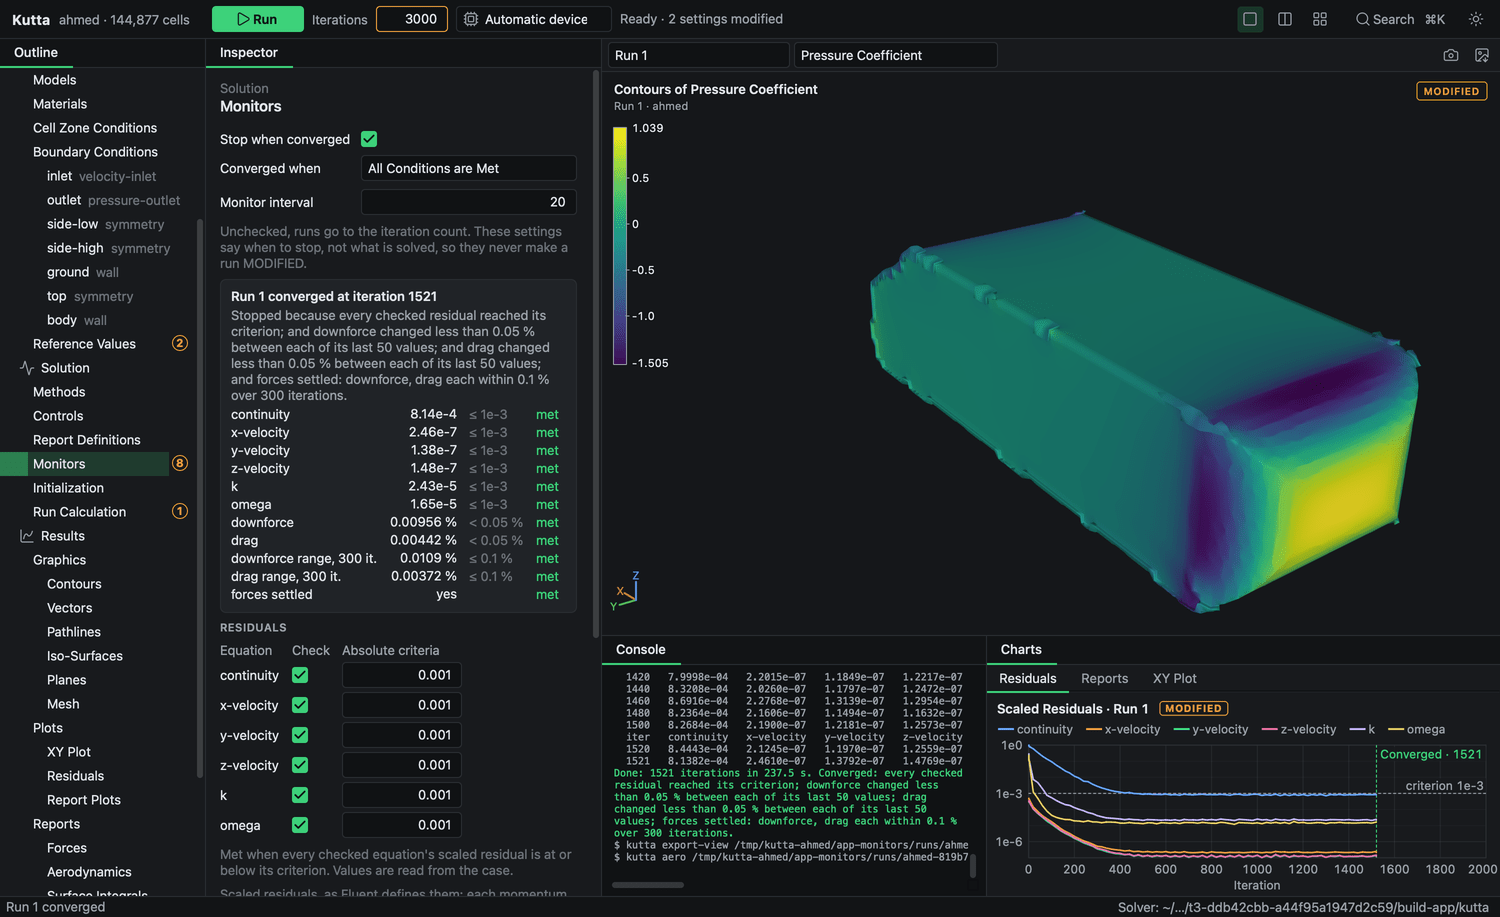 Kutta ahmed · 144,877 cells
Run
Iterations 3000
Automatic device
Ready · 2 settings modified
Search ⌘K
Outline
Models
Materials
Cell Zone Conditions
Boundary Conditions
inlet velocity-inlet
outlet pressure-outlet
side-low symmetry
side-high symmetry
ground wall
top symmetry
body wall
Reference Values 2
Solution
Methods
Controls
Report Definitions
Monitors 8
Initialization
Run Calculation 1
Results
Graphics
Contours
Vectors
Pathlines
Iso-Surfaces
Planes
Mesh
Plots
XY Plot
Residuals
Report Plots
Reports
Forces
Aerodynamics
Surface Integrals
Inspector
Solution
Monitors
Stop when converged
Converged when All Conditions are Met
Monitor interval 20
Unchecked, runs go to the iteration count. These settings
say when to stop, not what is solved, so they never make a
run MODIFIED.
Run 1 converged at iteration 1521
Stopped because every checked residual reached its
criterion; and downforce changed less than 0.05 %
between each of its last 50 values; and drag changed
less than 0.05 % between each of its last 50 values;
and forces settled: downforce, drag each within 0.1 %
over 300 iterations.
continuity 8.14e-4 ≤ 1e-3 met
x-velocity 2.46e-7 ≤ 1e-3 met
y-velocity 1.38e-7 ≤ 1e-3 met
z-velocity 1.48e-7 ≤ 1e-3 met
k 2.43e-5 ≤ 1e-3 met
omega 1.65e-5 ≤ 1e-3 met
downforce 0.00956 % < 0.05 % met
drag 0.00442 % < 0.05 % met
downforce range, 300 it. 0.0109 % ≤ 0.1 % met
drag range, 300 it. 0.00372 % ≤ 0.1 % met
forces settled yes met
RESIDUALS
Equation Check Absolute criteria
continuity 0.001
x-velocity 0.001
y-velocity 0.001
z-velocity 0.001
k 0.001
omega 0.001
Met when every checked equation's scaled residual is at or
below its criterion. Values are read from the case.
Scaled residuals, as Fluent defines them: each momentum
Run 1
Pressure Coefficient
Contours of Pressure Coefficient
Run 1 · ahmed
MODIFIED
1.039
0.5
0
-0.5
-1.0
-1.505
Z
X
Y
Console
1420 7.9998e-04 2.2015e-07 1.1849e-07 1.2217e-07
1440 8.3208e-04 2.0260e-07 1.1797e-07 1.2472e-07
1460 8.6916e-04 2.2768e-07 1.3139e-07 1.2954e-07
1480 8.2364e-04 2.1606e-07 1.1494e-07 1.1632e-07
1500 8.2684e-04 2.1900e-07 1.2181e-07 1.2573e-07
iter continuity x-velocity y-velocity z-velocity
1520 8.4443e-04 2.1245e-07 1.1970e-07 1.2559e-07
1521 8.1382e-04 2.4610e-07 1.3792e-07 1.4769e-07
Done: 1521 iterations in 237.5 s. Converged: every checked
residual reached its criterion; downforce changed less
than 0.05 % between each of its last 50 values; drag
changed less than 0.05 % between each of its last 50
values; forces settled: downforce, drag each within 0.1 %
over 300 iterations.
$ kutta export-view /tmp/kutta-ahmed/app-monitors/runs/ahme
$ kutta aero /tmp/kutta-ahmed/app-monitors/runs/ahmed-819b7
Charts
Residuals Reports XY Plot
Scaled Residuals · Run 1 MODIFIED
continuity x-velocity y-velocity z-velocity k omega
1e0
1e-3
1e-6
Converged · 1521
criterion 1e-3
0 200 400 600 800 1000 1200 1400 1600 1800 2000
Iteration
Run 1 converged
Solver: ~/.../t3-ddb42cbb-a44f95a1947d2c59/build-app/kutta